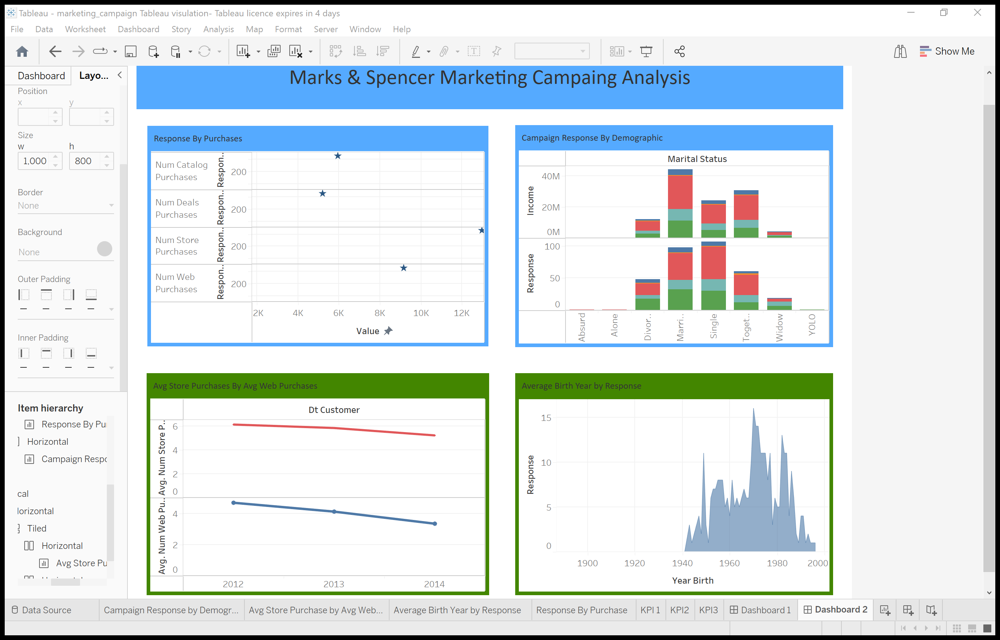 Tableau - marketing_campaign Tableau visulation- Tableau licence expires in 4 days
File Data Worksheet Dashboard Story Analysis Map Format Server Window Help
Show Me
Dashboard Layo...
Position
x y
Size
w h
1,000 800
Border
None
Background
None
Outer Padding
Inner Padding
Item hierarchy
Response By Pu
Horizontal
Campaign Resp
cal
lorizontal
Tiled
Horizontal
Avg Store Pu
Marks & Spencer Marketing Campaing Analysis
Response By Purchases
Num Catalog
Purchases
Respon..
200
Num Deals
Purchases
Respon..
200
Num Store
Purchases
Respon..
200
Num Web
Purchases
Respon..
200
2K 4K 6K 8K 10K 12K
Value
Campaign Response By Demographic
Marital Status
Income
40M
20M
0M
Response
100
50
0
Absurd
Alone
Divor..
Marri..
Single
Toget..
Widow
YOLO
Avg Store Purchases By Avg Web Purchases
Dt Customer
Avg. Num Store P..
6
4
2
0
Avg. Num Web Pu..
4
2
0
2012 2013 2014
Average Birth Year by Response
Response
15
10
5
0
1900 1920 1940 1960 1980 2000
Year Birth
Data Source Campaign Response by Demogr... Avg Store Purchase by Avg Web... Average Birth Year by Response Response By Purchase KPI 1 KPI2 KPI3 Dashboard 1 Dashboard 2